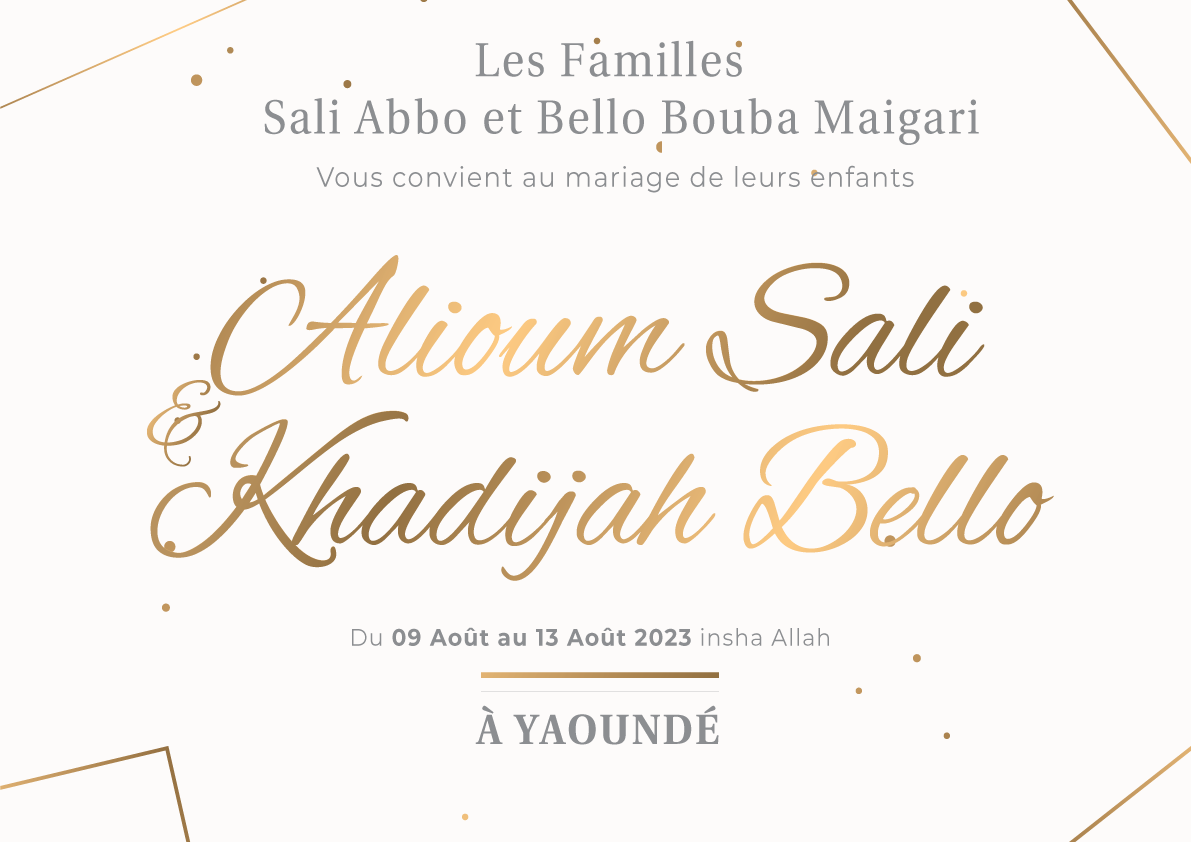 Les Familles
Sali Abbo et Bello Bouba Maigari
Vous convient au mariage de leurs enfants
Alioum Sali
&
Khadijah Bello
Du 09 Août au 13 Août 2023 insha Allah
À YAOUNDÉ